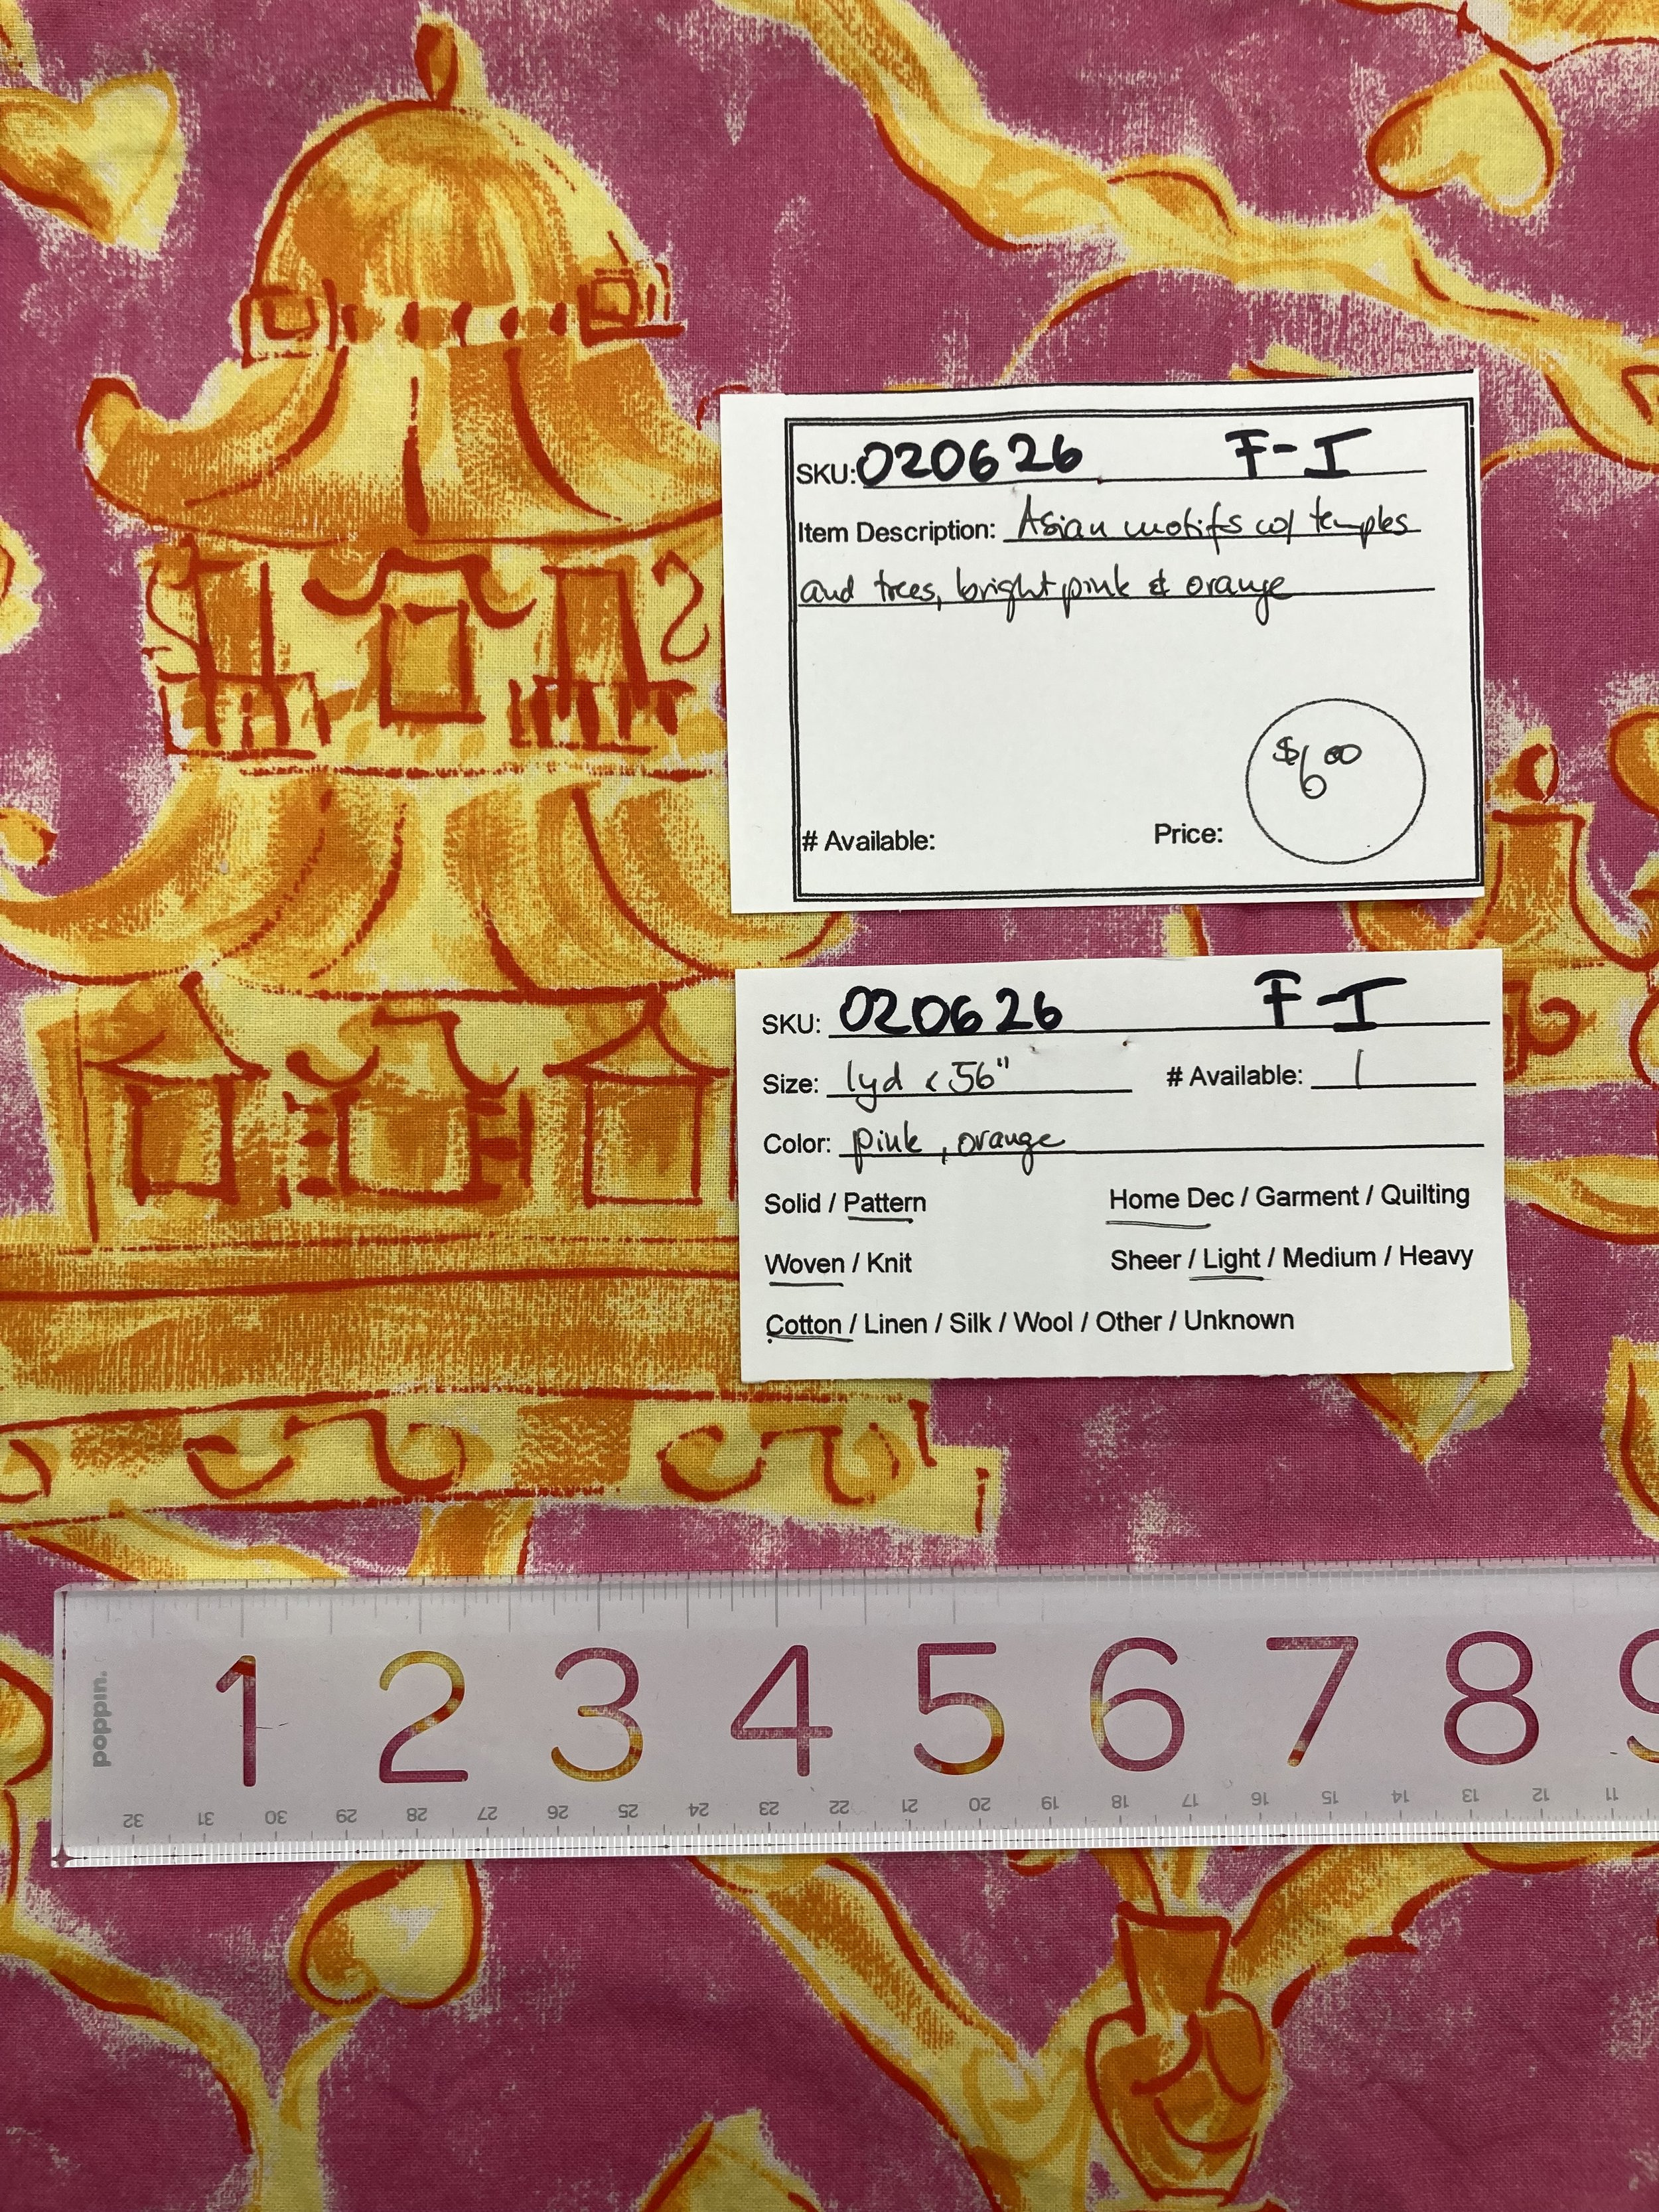 SKU: 020626 F-I
Item Description: Asian motifs w/ temples
and trees, bright pink & orange
$6.00
# Available: Price:
SKU: 020626 F-I
Size: 1yd x 56" # Available: 1
Color: pink, orange
Solid / Pattern Home Dec / Garment / Quilting
Woven / Knit Sheer / Light / Medium / Heavy
Cotton / Linen / Silk / Wool / Other / Unknown
poppin. 1 2 3 4 5 6 7 8 9
32 31 30 29 28 27 26 25 24 23 22 21 20 19 18 17 16 15 14 13 12 11